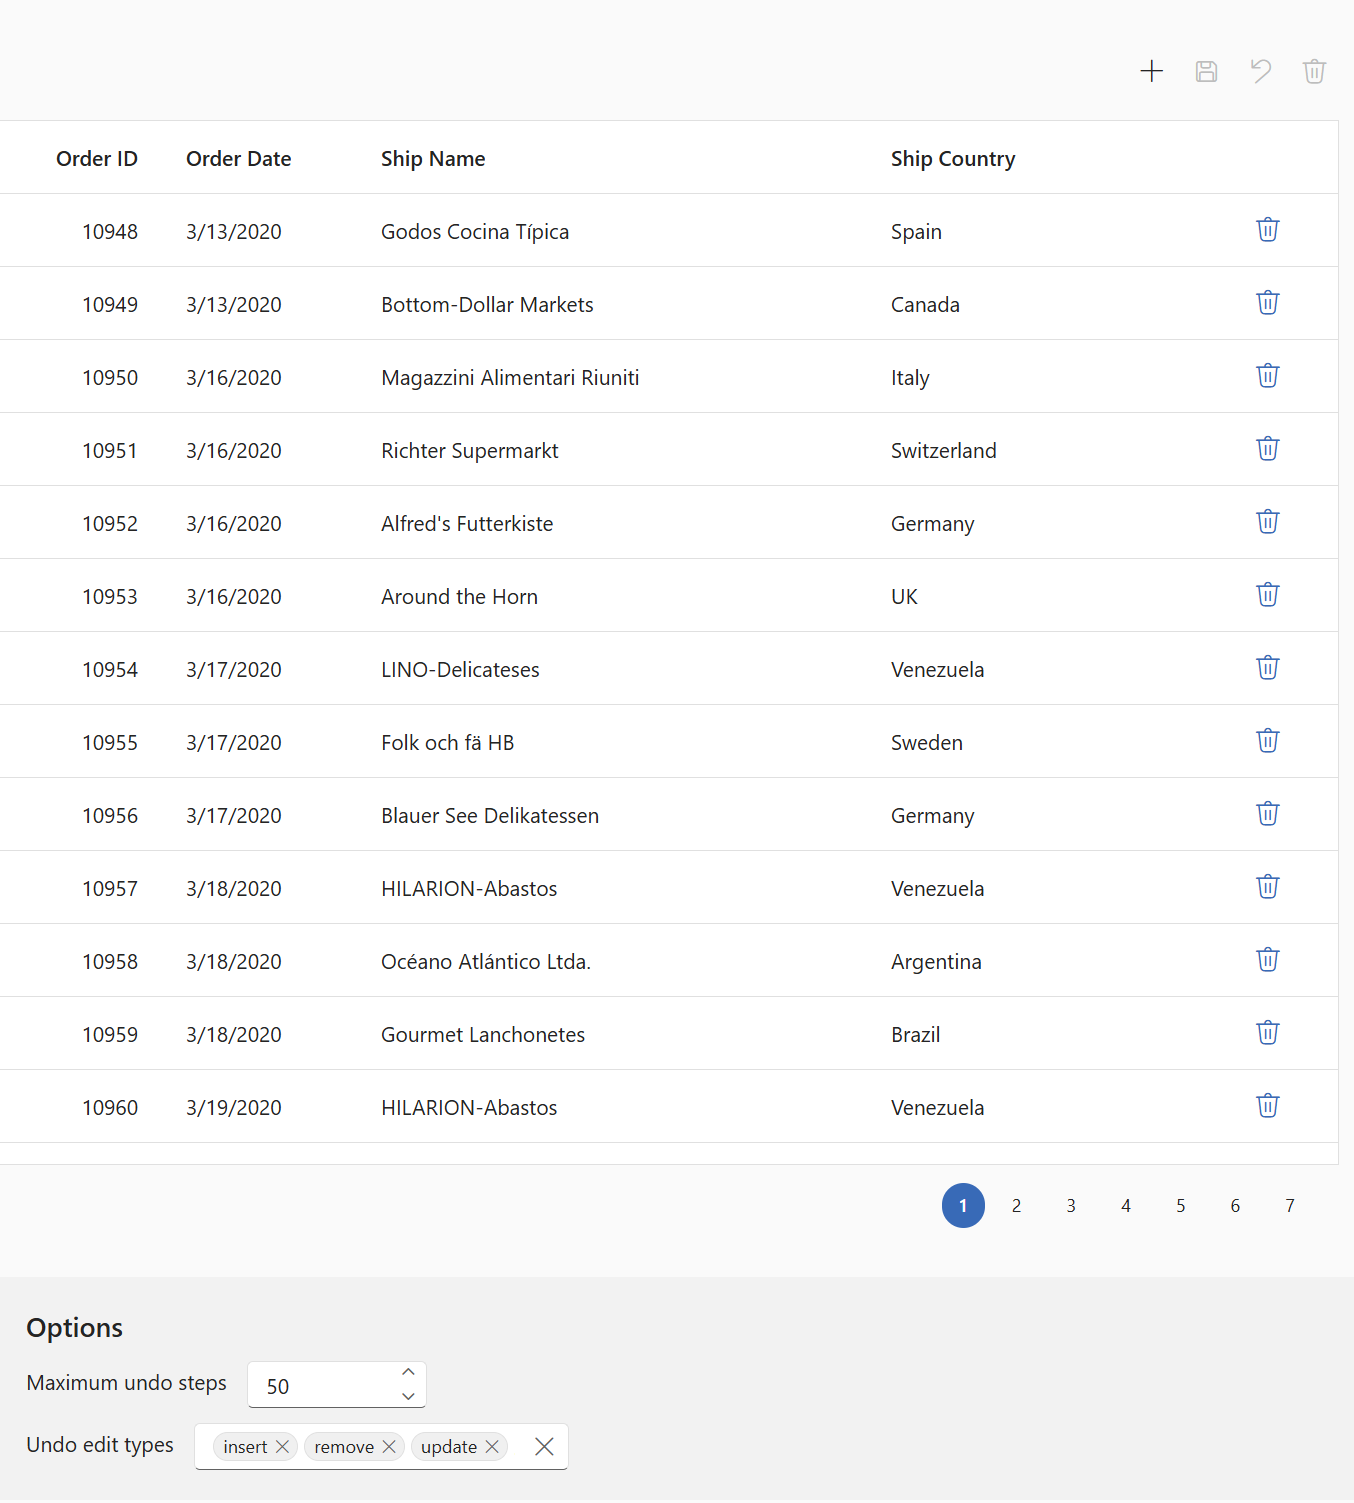 Order ID Order Date Ship Name Ship Country
10948 3/13/2020 Godos Cocina Típica Spain
10949 3/13/2020 Bottom-Dollar Markets Canada
10950 3/16/2020 Magazzini Alimentari Riuniti Italy
10951 3/16/2020 Richter Supermarkt Switzerland
10952 3/16/2020 Alfred's Futterkiste Germany
10953 3/16/2020 Around the Horn UK
10954 3/17/2020 LINO-Delicateses Venezuela
10955 3/17/2020 Folk och fä HB Sweden
10956 3/17/2020 Blauer See Delikatessen Germany
10957 3/18/2020 HILARION-Abastos Venezuela
10958 3/18/2020 Océano Atlántico Ltda. Argentina
10959 3/18/2020 Gourmet Lanchonetes Brazil
10960 3/19/2020 HILARION-Abastos Venezuela
1 2 3 4 5 6 7
Options
Maximum undo steps 50
Undo edit types insert remove update